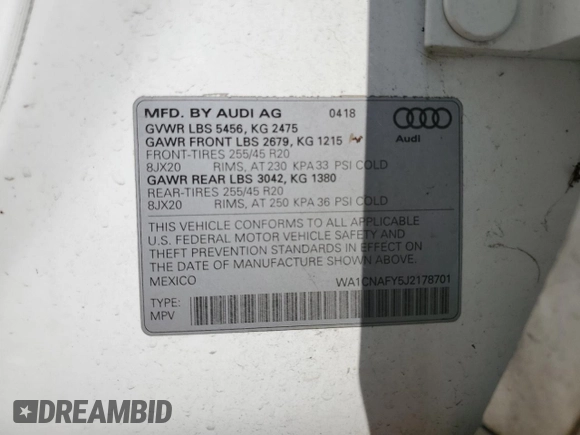 MFD. BY AUDI AG 0418
GVWR LBS 5456, KG 2475
GAWR FRONT LBS 2679, KG 1215
FRONT-TIRES 255/45 R20
8JX20 RIMS, AT 230 KPA 33 PSI COLD
GAWR REAR LBS 3042, KG 1380
REAR-TIRES 255/45 R20
8JX20 RIMS, AT 250 KPA 36 PSI COLD
Audi
THIS VEHICLE CONFORMS TO ALL APPLICABLE
U.S. FEDERAL MOTOR VEHICLE SAFETY AND
THEFT PREVENTION STANDARDS IN EFFECT ON
THE DATE OF MANUFACTURE SHOWN ABOVE.
MEXICO WA1CNAFY5J2178701
TYPE:
MPV
DREAMBID